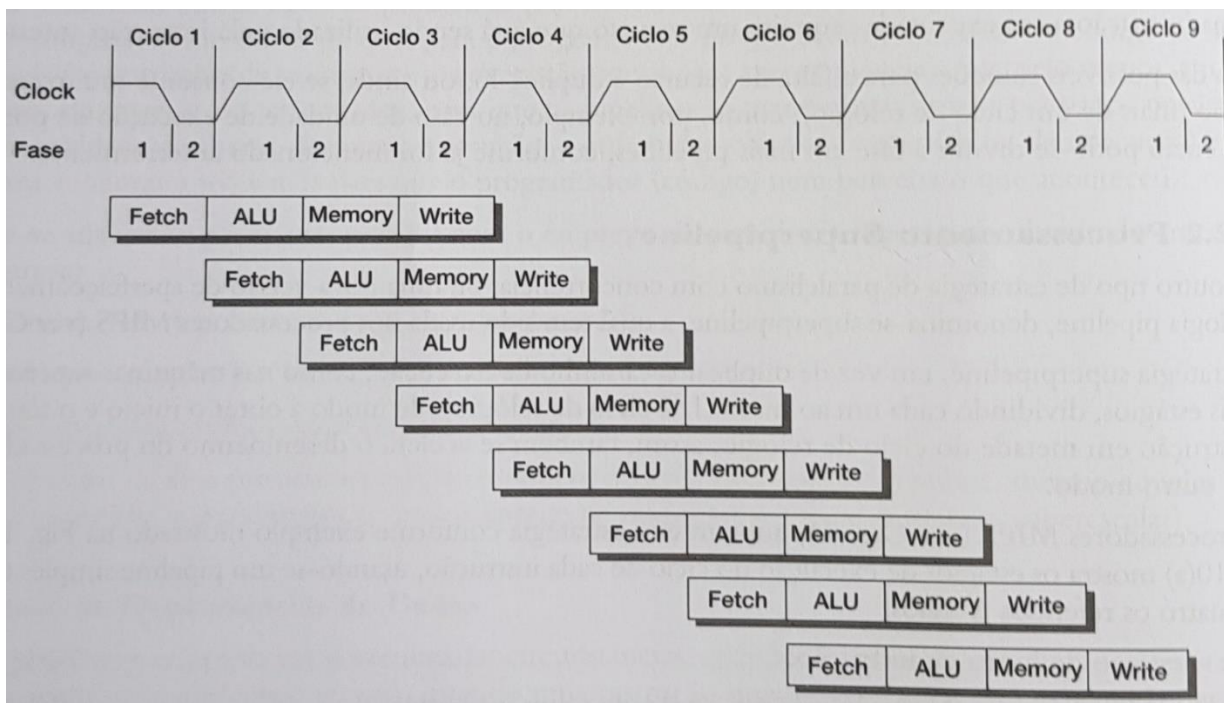 Ciclo 1 Ciclo 2 Ciclo 3 Ciclo 4 Ciclo 5 Ciclo 6 Ciclo 7 Ciclo 8 Ciclo 9
Clock
Fase 1 2 1 2 1 2 1 2 1 2 1 2 1 2 1 2 1 2
Fetch ALU Memory Write
Fetch ALU Memory Write
Fetch ALU Memory Write
Fetch ALU Memory Write
Fetch ALU Memory Write
Fetch ALU Memory Write
Fetch ALU Memory Write
Fetch ALU Memory Write